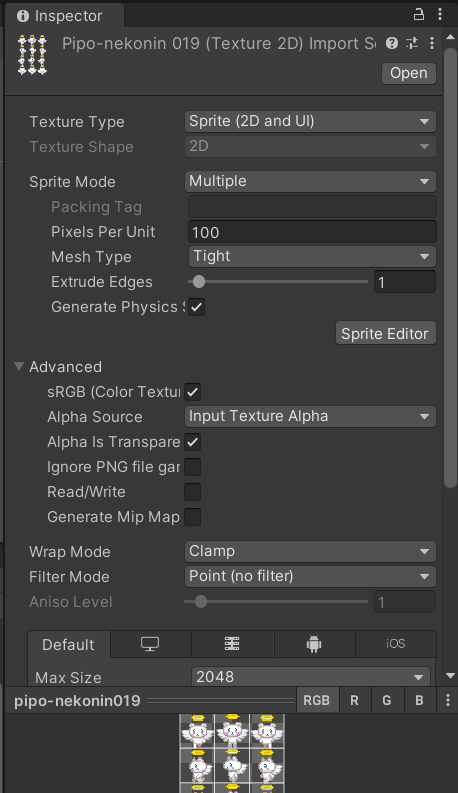 Inspector
Pipo-nekonin 019 (Texture 2D) Import Se
Open
Texture Type Sprite (2D and UI)
Texture Shape 2D
Sprite Mode Multiple
Packing Tag
Pixels Per Unit 100
Mesh Type Tight
Extrude Edges 1
Generate Physics S
Sprite Editor
Advanced
sRGB (Color Textur
Alpha Source Input Texture Alpha
Alpha Is Transpare
Ignore PNG file gar
Read/Write
Generate Mip Map
Wrap Mode Clamp
Filter Mode Point (no filter)
Aniso Level 1
Default iOS
Max Size 2048
pipo-nekonin019 RGB R G B